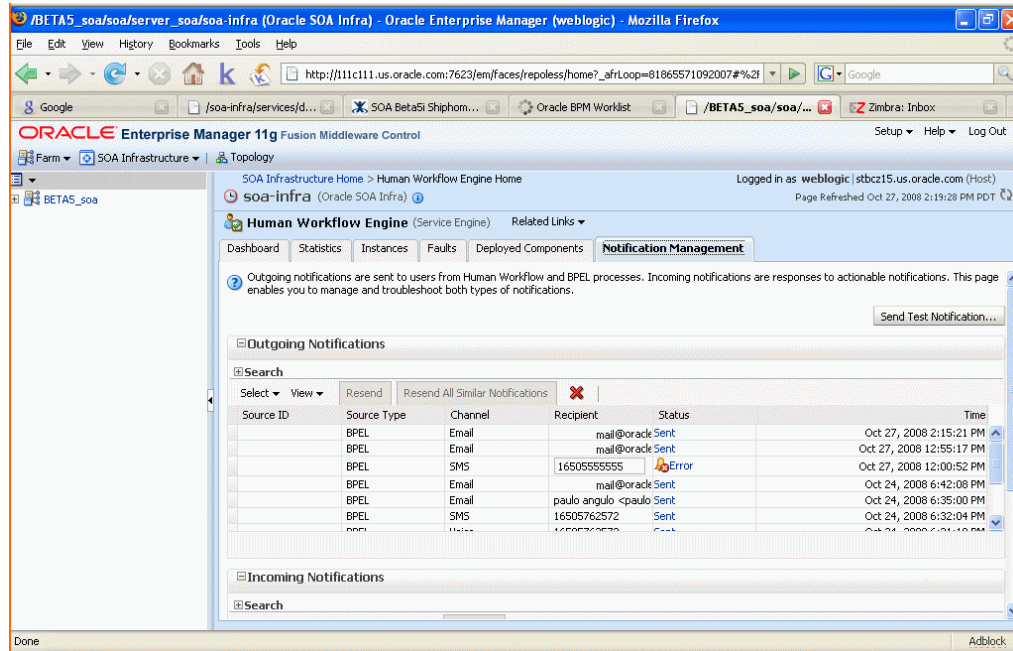 /BETA5_soa/soa/server_soa/soa-infra (Oracle SOA Infra) - Oracle Enterprise Manager (weblogic) - Mozilla Firefox
File Edit View History Bookmarks Tools Help
http://111c111.us.oracle.com:7623/em/faces/repoless/home?_afrLoop=81865571092007#%2f Google
Google /soa-infra/services/d... SOA Beta5i Shiphom... Oracle BPM Worklist /BETA5_soa/soa/... Zimbra: Inbox
ORACLE Enterprise Manager 11g Fusion Middleware Control Setup Help Log Out
Farm SOA Infrastructure Topology
BETA5_soa
SOA Infrastructure Home > Human Workflow Engine Home Logged in as weblogic|stbcz15.us.oracle.com (Host)
soa-infra (Oracle SOA Infra) Page Refreshed Oct 27, 2008 2:19:28 PM PDT
Human Workflow Engine (Service Engine) Related Links
Dashboard Statistics Instances Faults Deployed Components Notification Management
Outgoing notifications are sent to users from Human Workflow and BPEL processes. Incoming notifications are responses to actionable notifications. This page
enables you to manage and troubleshoot both types of notifications.
Send Test Notification...
Outgoing Notifications
Search
Select View Resend Resend All Similar Notifications
Source ID Source Type Channel Recipient Status Time
BPEL Email mail@oracle Sent Oct 27, 2008 2:15:21 PM
BPEL Email mail@oracle Sent Oct 27, 2008 12:55:17 PM
BPEL SMS 16505555555 Error Oct 27, 2008 12:00:52 PM
BPEL Email mail@oracle Sent Oct 24, 2008 6:42:08 PM
BPEL Email paulo angulo <paulo Sent Oct 24, 2008 6:35:00 PM
BPEL SMS 16505762572 Sent Oct 24, 2008 6:32:04 PM
Incoming Notifications
Search
Done Adblock